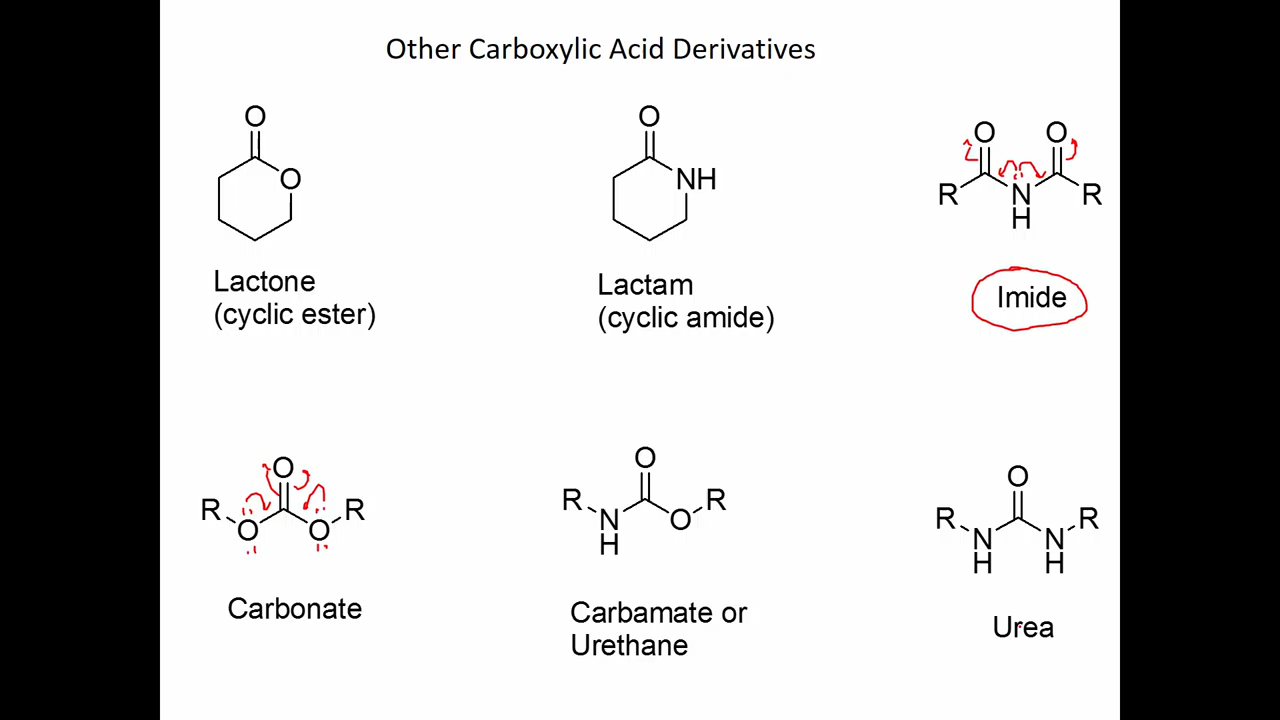 Other Carboxylic Acid Derivatives
O
O
Lactone
(cyclic ester)
O
NH
Lactam
(cyclic amide)
O O
R N R
H
Imide
O
R O O R
Carbonate
O
R N O R
H
Carbamate or
Urethane
O
R N N R
H H
Urea